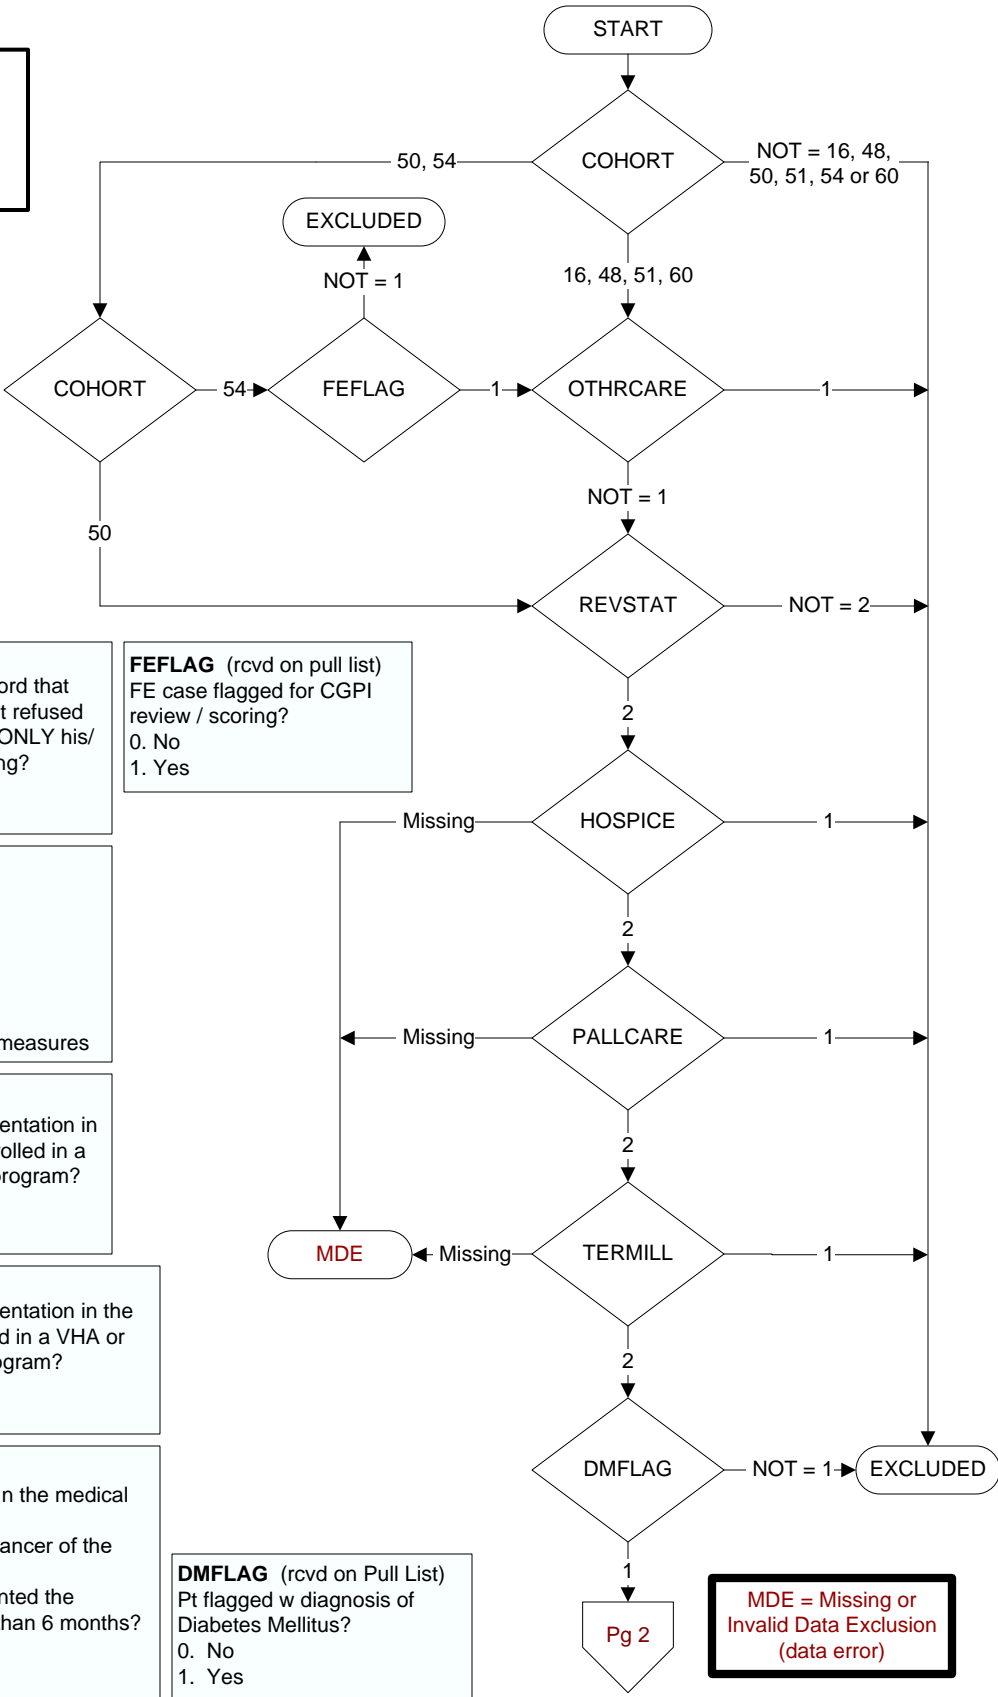 START
COHORT
50, 54
NOT = 16, 48,
50, 51, 54 or 60
EXCLUDED
NOT = 1
16, 48, 51, 60
COHORT
54
FEFLAG
1
OTHRCARE
1
NOT = 1
50
REVSTAT
NOT = 2
ord that
t refused
ONLY his/
ng?
FEFLAG (rcvd on pull list)
FE case flagged for CGPI
review / scoring?
0. No
1. Yes
2
Missing
HOSPICE
1
2
measures
Missing
PALLCARE
1
entation in
rolled in a
program?
2
MDE
Missing
TERMILL
1
entation in the
d in a VHA or
ogram?
2
DMFLAG
NOT = 1
EXCLUDED
n the medical
ancer of the
nted the
than 6 months?
DMFLAG (rcvd on Pull List)
Pt flagged w diagnosis of
Diabetes Mellitus?
0. No
1. Yes
1
Pg 2
MDE = Missing or
Invalid Data Exclusion
(data error)